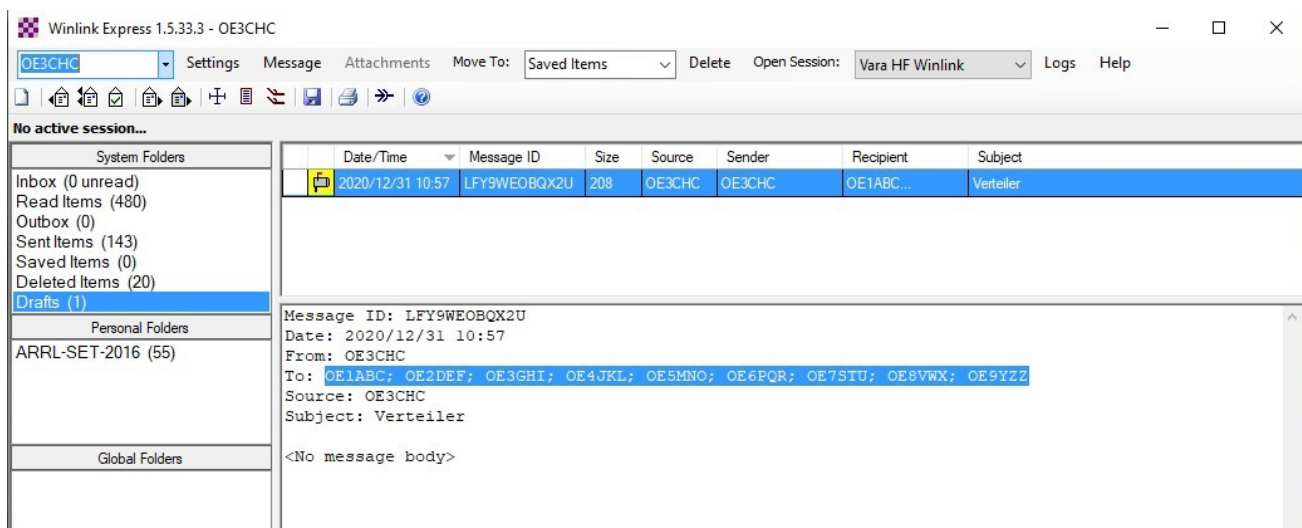 Winlink Express 1.5.33.3 - OE3CHC
OE3CHC Settings Message Attachments Move To: Saved Items Delete Open Session: Vara HF Winlink Logs Help
No active session...
System Folders
Inbox (0 unread)
Read Items (480)
Outbox (0)
Sent Items (143)
Saved Items (0)
Deleted Items (20)
Drafts (1)
Personal Folders
ARRL-SET-2016 (55)
Global Folders
Date/Time Message ID Size Source Sender Recipient Subject
2020/12/31 10:57 LFY9WEOBQX2U 208 OE3CHC OE3CHC OE1ABC... Verteiler
Message ID: LFY9WEOBQX2U
Date: 2020/12/31 10:57
From: OE3CHC
To: OE1ABC; OE2DEF; OE3GHI; OE4JKL; OE5MNO; OE6PQR; OE7STU; OE8VWX; OE9YZZ
Source: OE3CHC
Subject: Verteiler
<No message body>